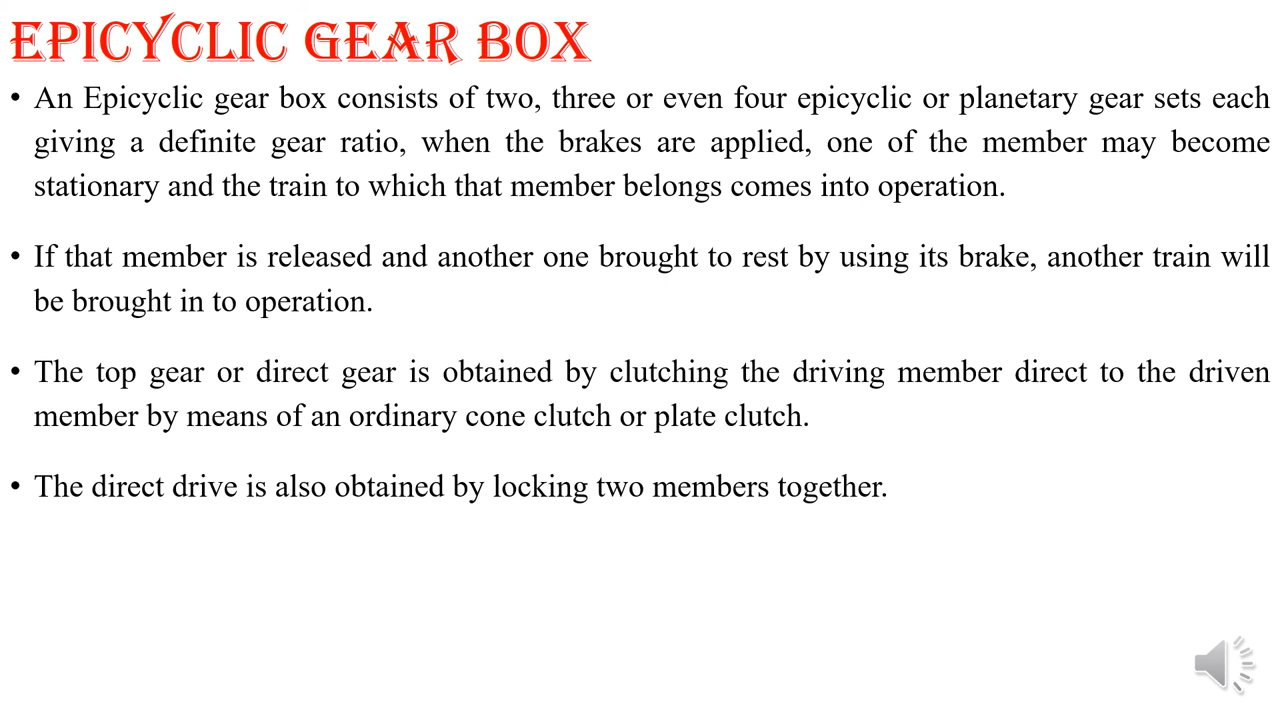 EPICYCLIC GEAR BOX
• An Epicyclic gear box consists of two, three or even four epicyclic or planetary gear sets each
giving a definite gear ratio, when the brakes are applied, one of the member may become
stationary and the train to which that member belongs comes into operation.
• If that member is released and another one brought to rest by using its brake, another train will
be brought in to operation.
• The top gear or direct gear is obtained by clutching the driving member direct to the driven
member by means of an ordinary cone clutch or plate clutch.
• The direct drive is also obtained by locking two members together.